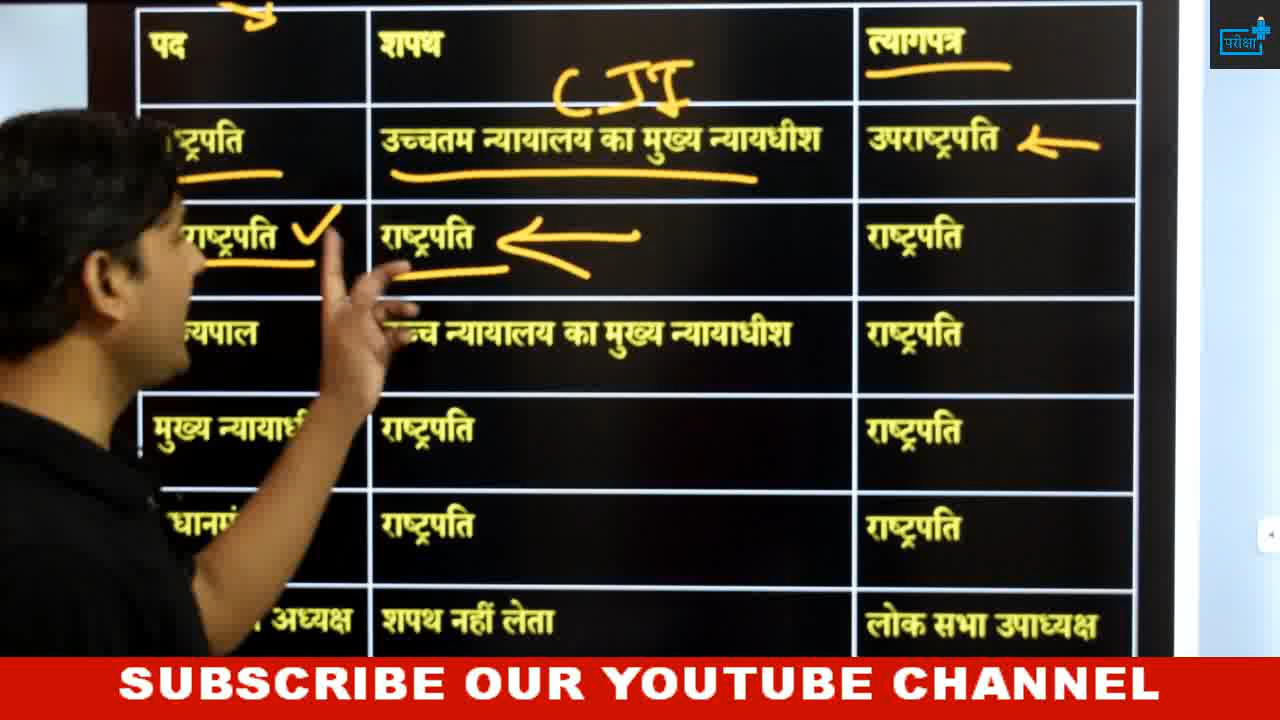 परीक्षा
पद शपथ त्यागपत्र
CJI
उच्चतम न्यायालय का मुख्य न्यायधीश उपराष्ट्रपति
राष्ट्रपति राष्ट्रपति
न्यायालय का मुख्य न्यायाधीश राष्ट्रपति
मुख्य राष्ट्रपति राष्ट्रपति
राष्ट्रपति राष्ट्रपति
अध्यक्ष शपथ नहीं लेता लोक सभा उपाध्यक्ष
SUBSCRIBE OUR YOUTUBE CHANNEL